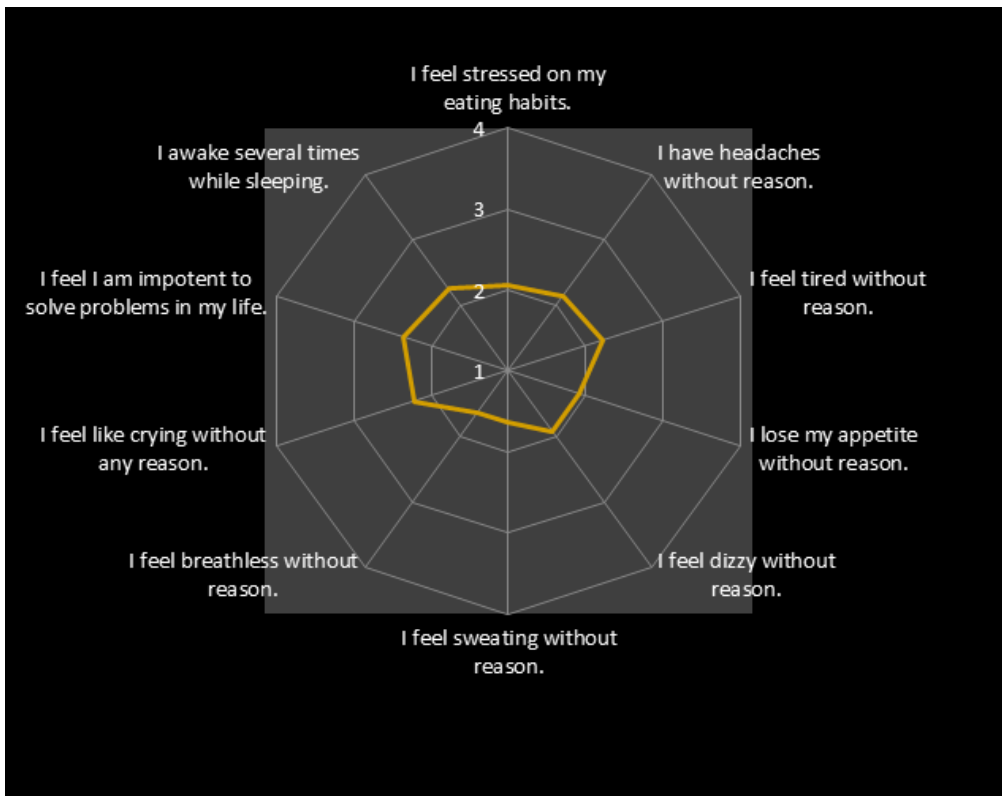 I feel stressed on my
eating habits.
4
I awake several times
while sleeping.
I have headaches
without reason.
3
I feel I am impotent to
solve problems in my life.
2
I feel tired without
reason.
1
I feel like crying without
any reason.
I lose my appetite
without reason.
I feel breathless without
reason.
I feel dizzy without
reason.
I feel sweating without
reason.